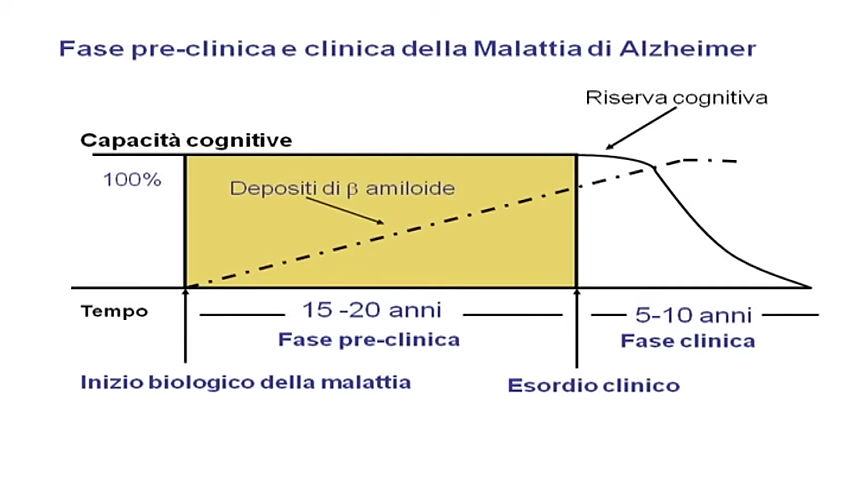 Fase pre-clinica e clinica della Malattia di Alzheimer
Riserva cognitiva
Capacità cognitive
100%
Depositi di β amiloide
Tempo
15 -20 anni
5-10 anni
Fase pre-clinica
Fase clinica
Inizio biologico della malattia
Esordio clinico